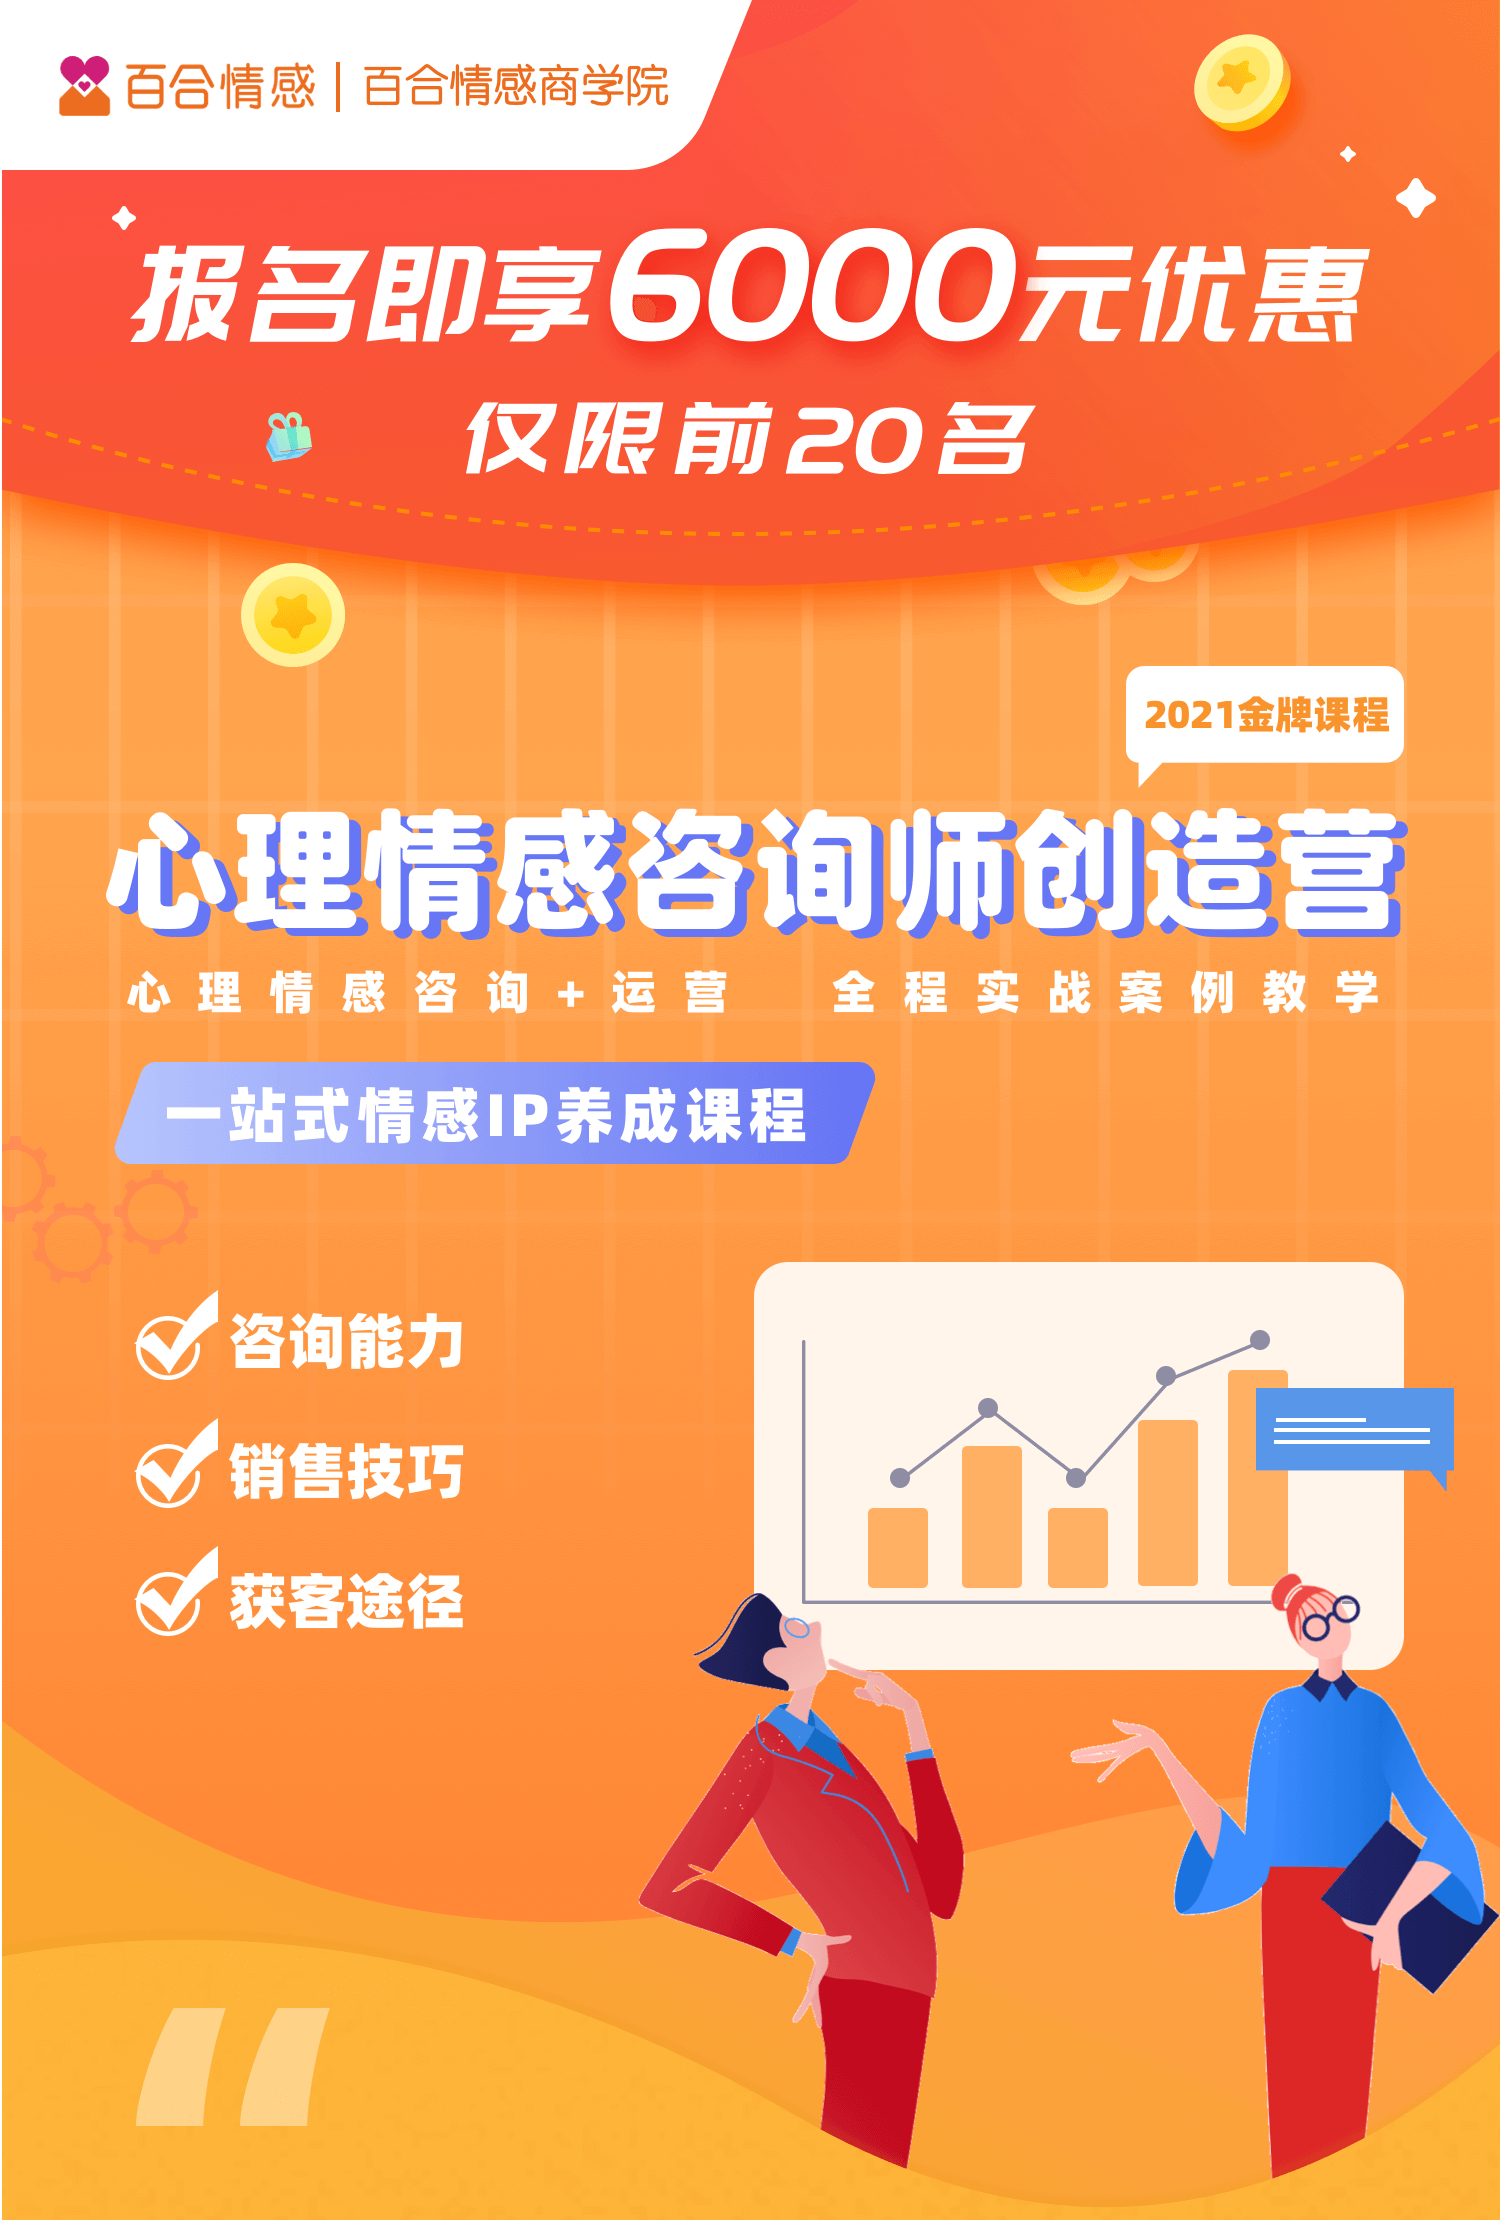 百合情感 | 百合情感商学院
报名即享6000元优惠
仅限前20名
2021金牌课程
心理情感咨询师创造营
心理情感咨询+运营 全程实战案例教学
一站式情感IP养成课程
咨询能力
销售技巧
获客途径